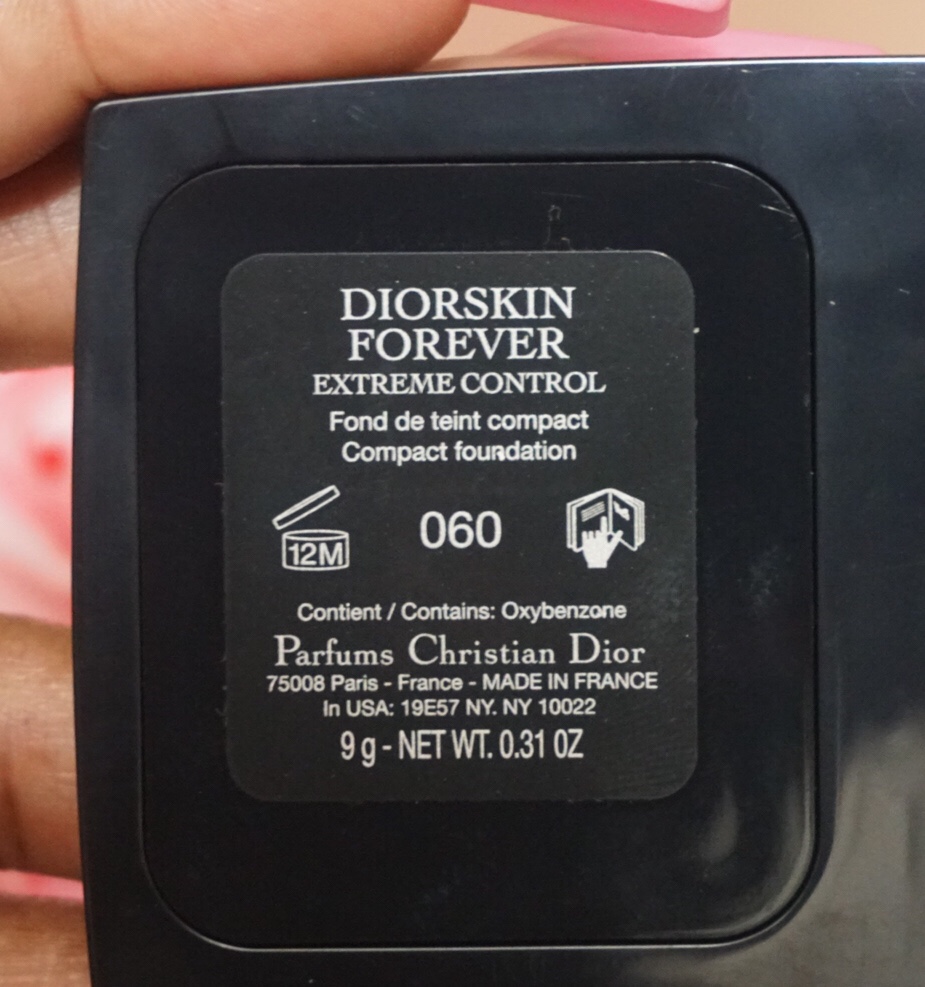 DIORSKIN
FOREVER
EXTREME CONTROL
Fond de teint compact
Compact foundation
12M 060
Contient / Contains: Oxybenzone
Parfums Christian Dior
75008 Paris - France - MADE IN FRANCE
In USA: 19E57 NY. NY 10022
9 g - NET WT. 0.31 OZ